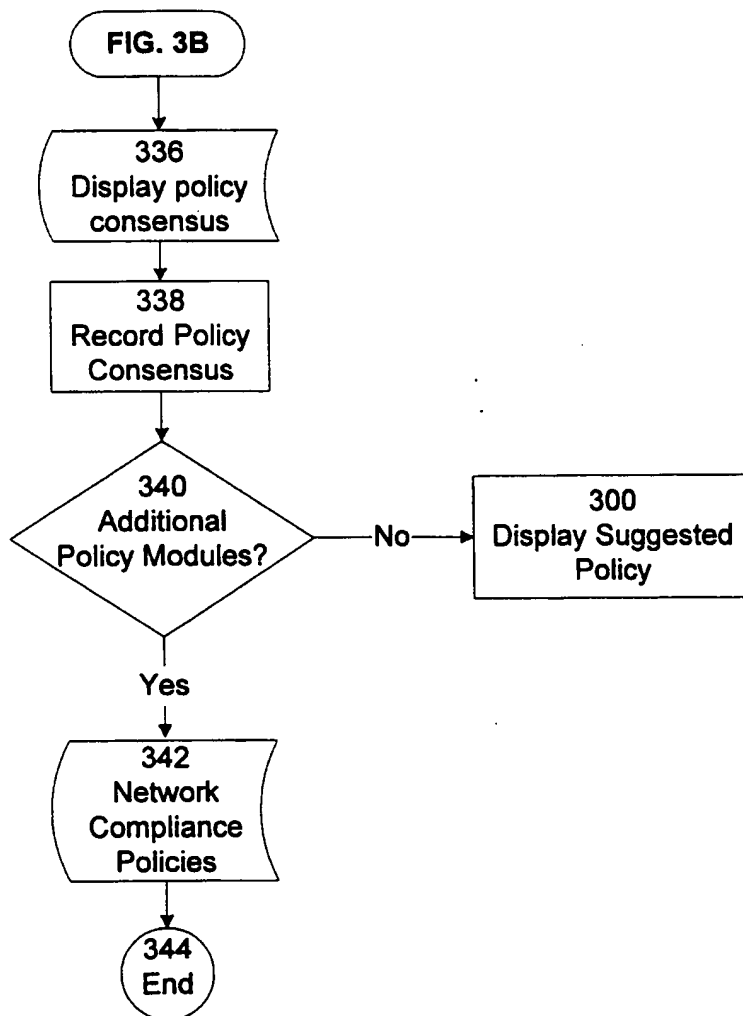 FIG. 3B
336
Display policy
consensus
338
Record Policy
Consensus
340
Additional
Policy Modules?
No
300
Display Suggested
Policy
Yes
342
Network
Compliance
Policies
344
End